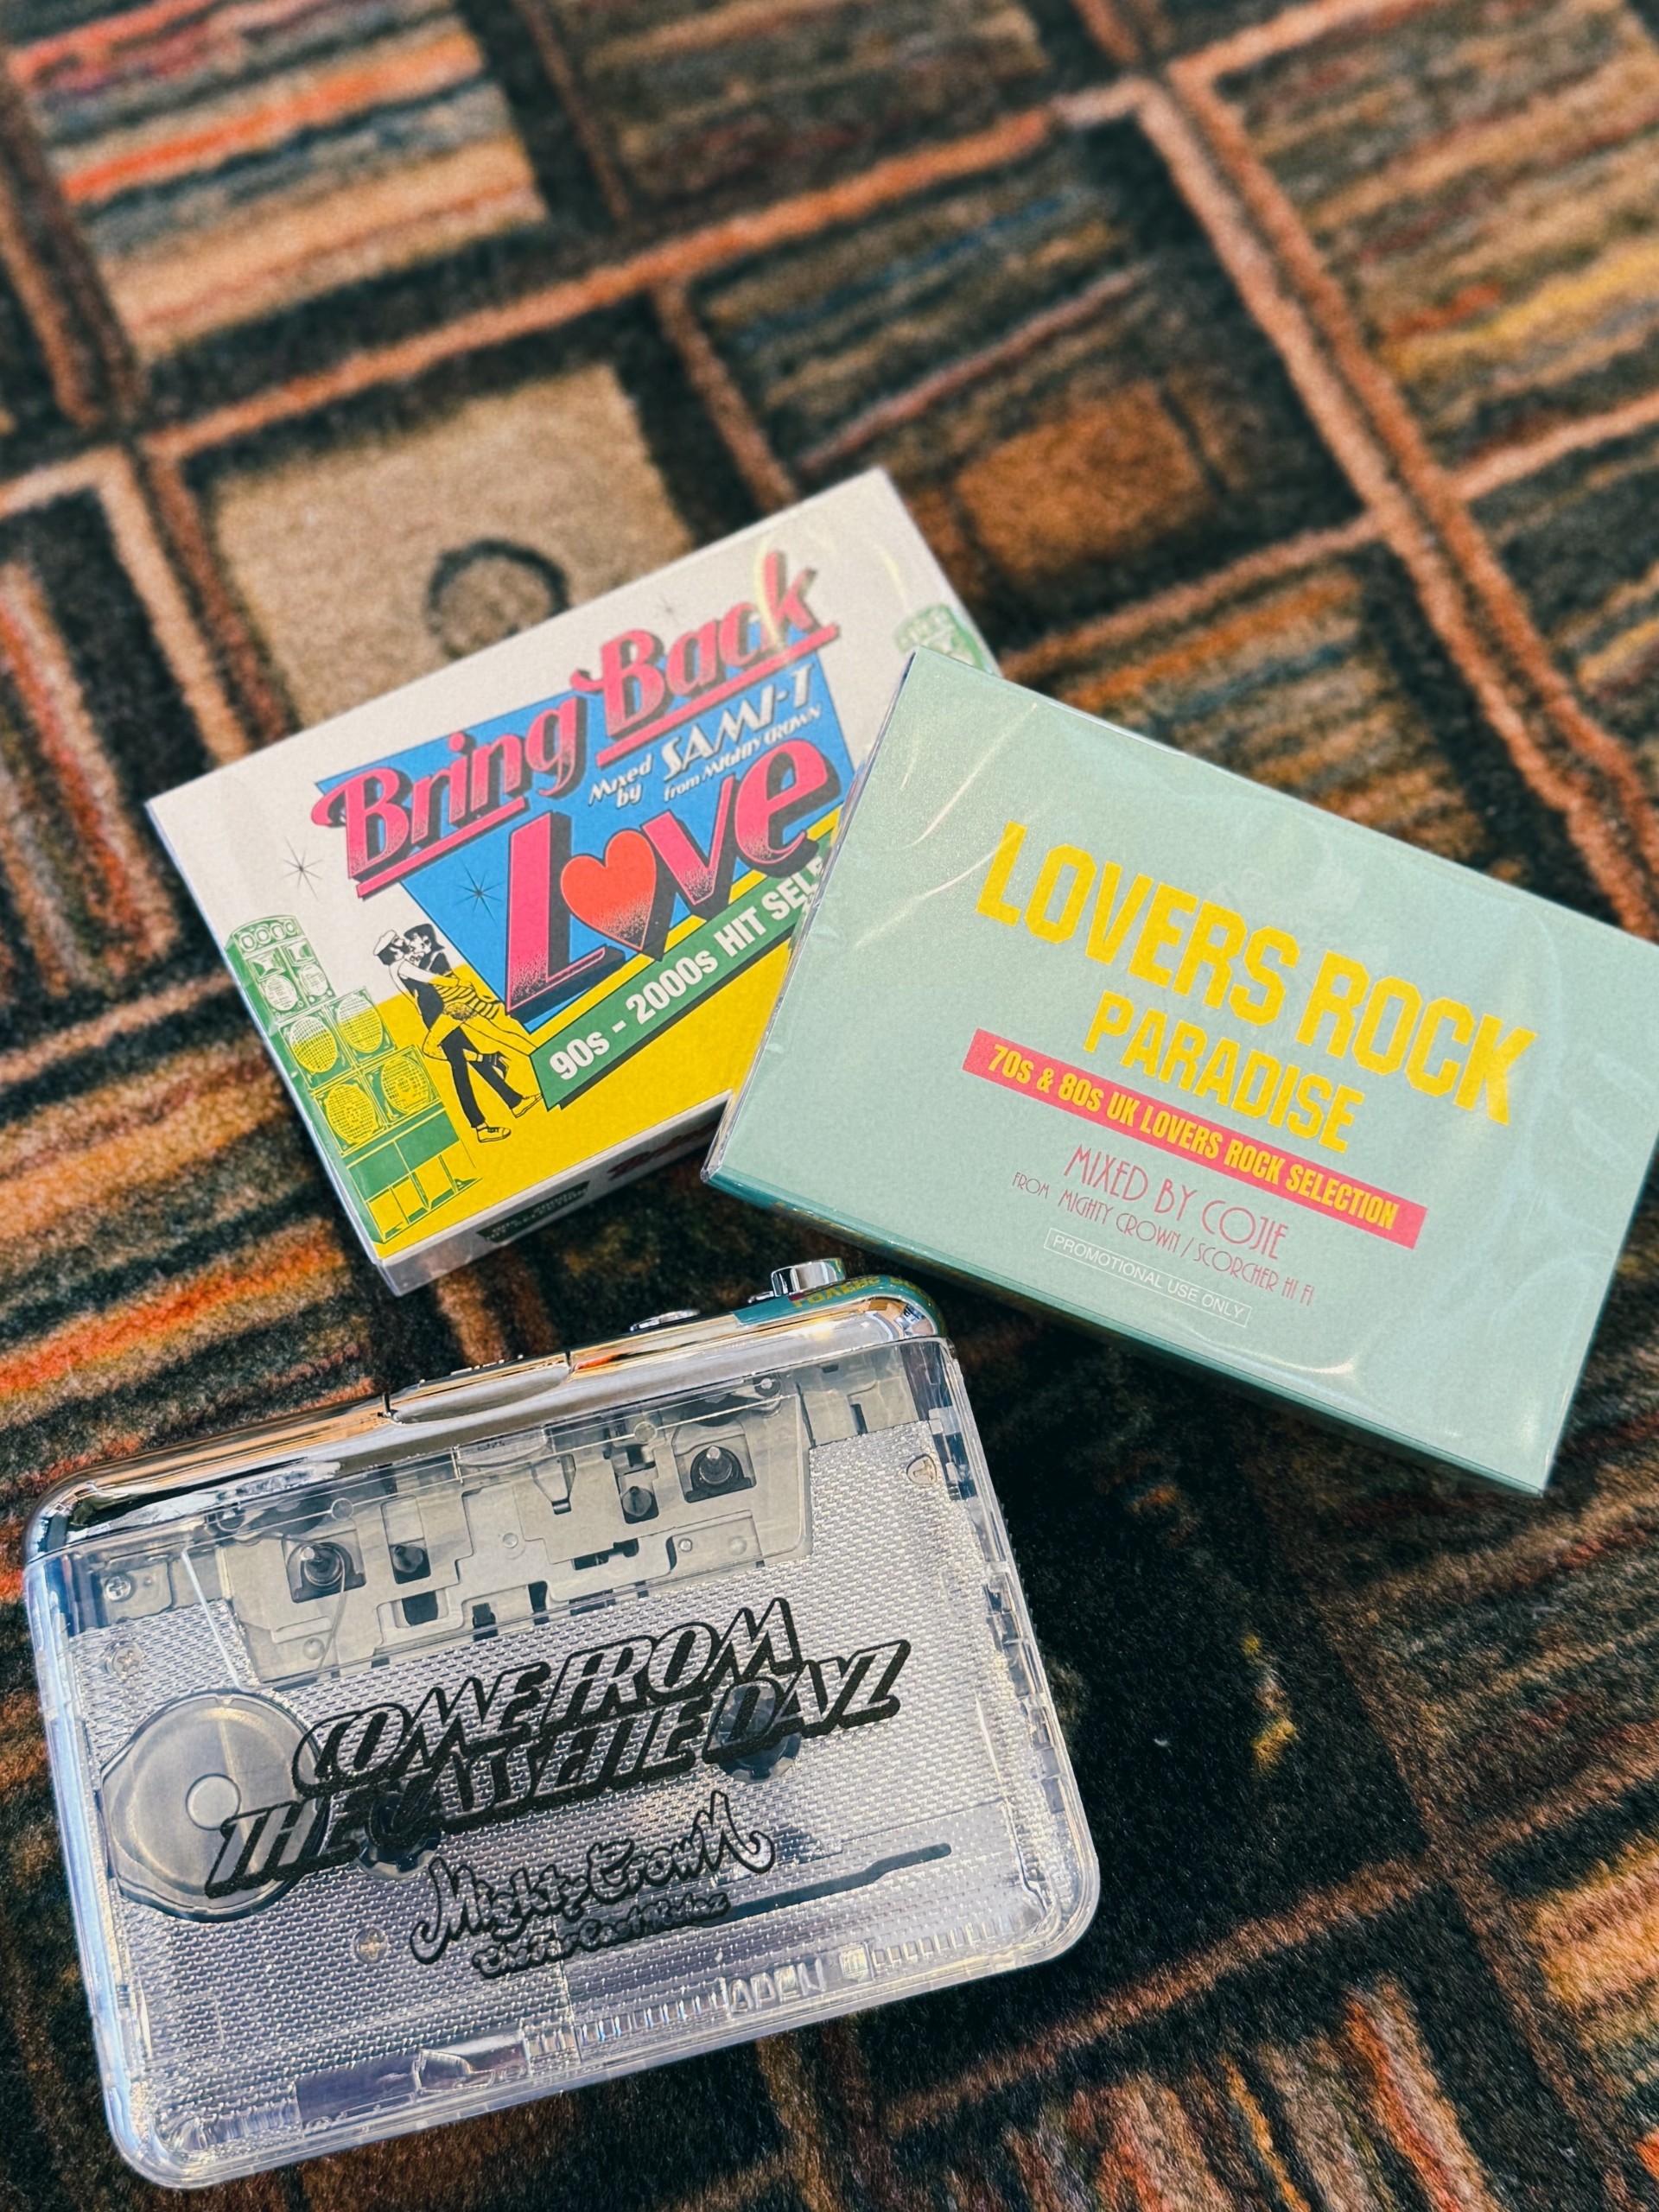 Bring Back
Mixed by SAMI-T
from MIGHTY CROWN
Love
90s - 2000s HIT
LOVERS ROCK
PARADISE
70s & 80s UK LOVERS ROCK SELECTION
MIXED BY COJIE
FROM MIGHTY CROWN / SCORCHER HI FI
PROMOTIONAL USE ONLY
COME FROM
THE CASSETTE DAYZ
Mighty Crown